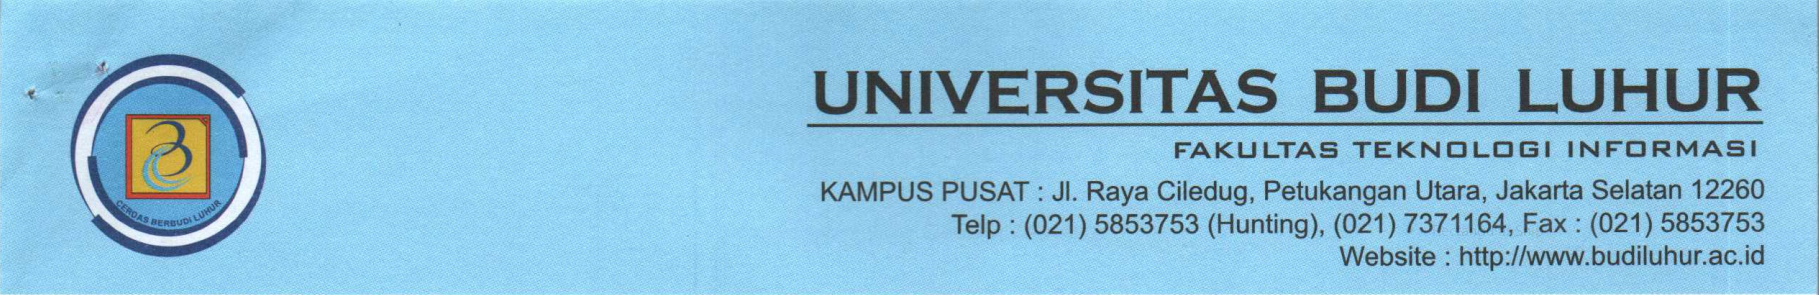 UNIVERSITAS BUDI LUHUR
FAKULTAS TEKNOLOGI INFORMASI
KAMPUS PUSAT : Jl. Raya Ciledug, Petukangan Utara, Jakarta Selatan 12260
Telp : (021) 5853753 (Hunting), (021) 7371164, Fax : (021) 5853753
Website : http://www.budiluhur.ac.id
CERDAS BERBUDI LUHUR